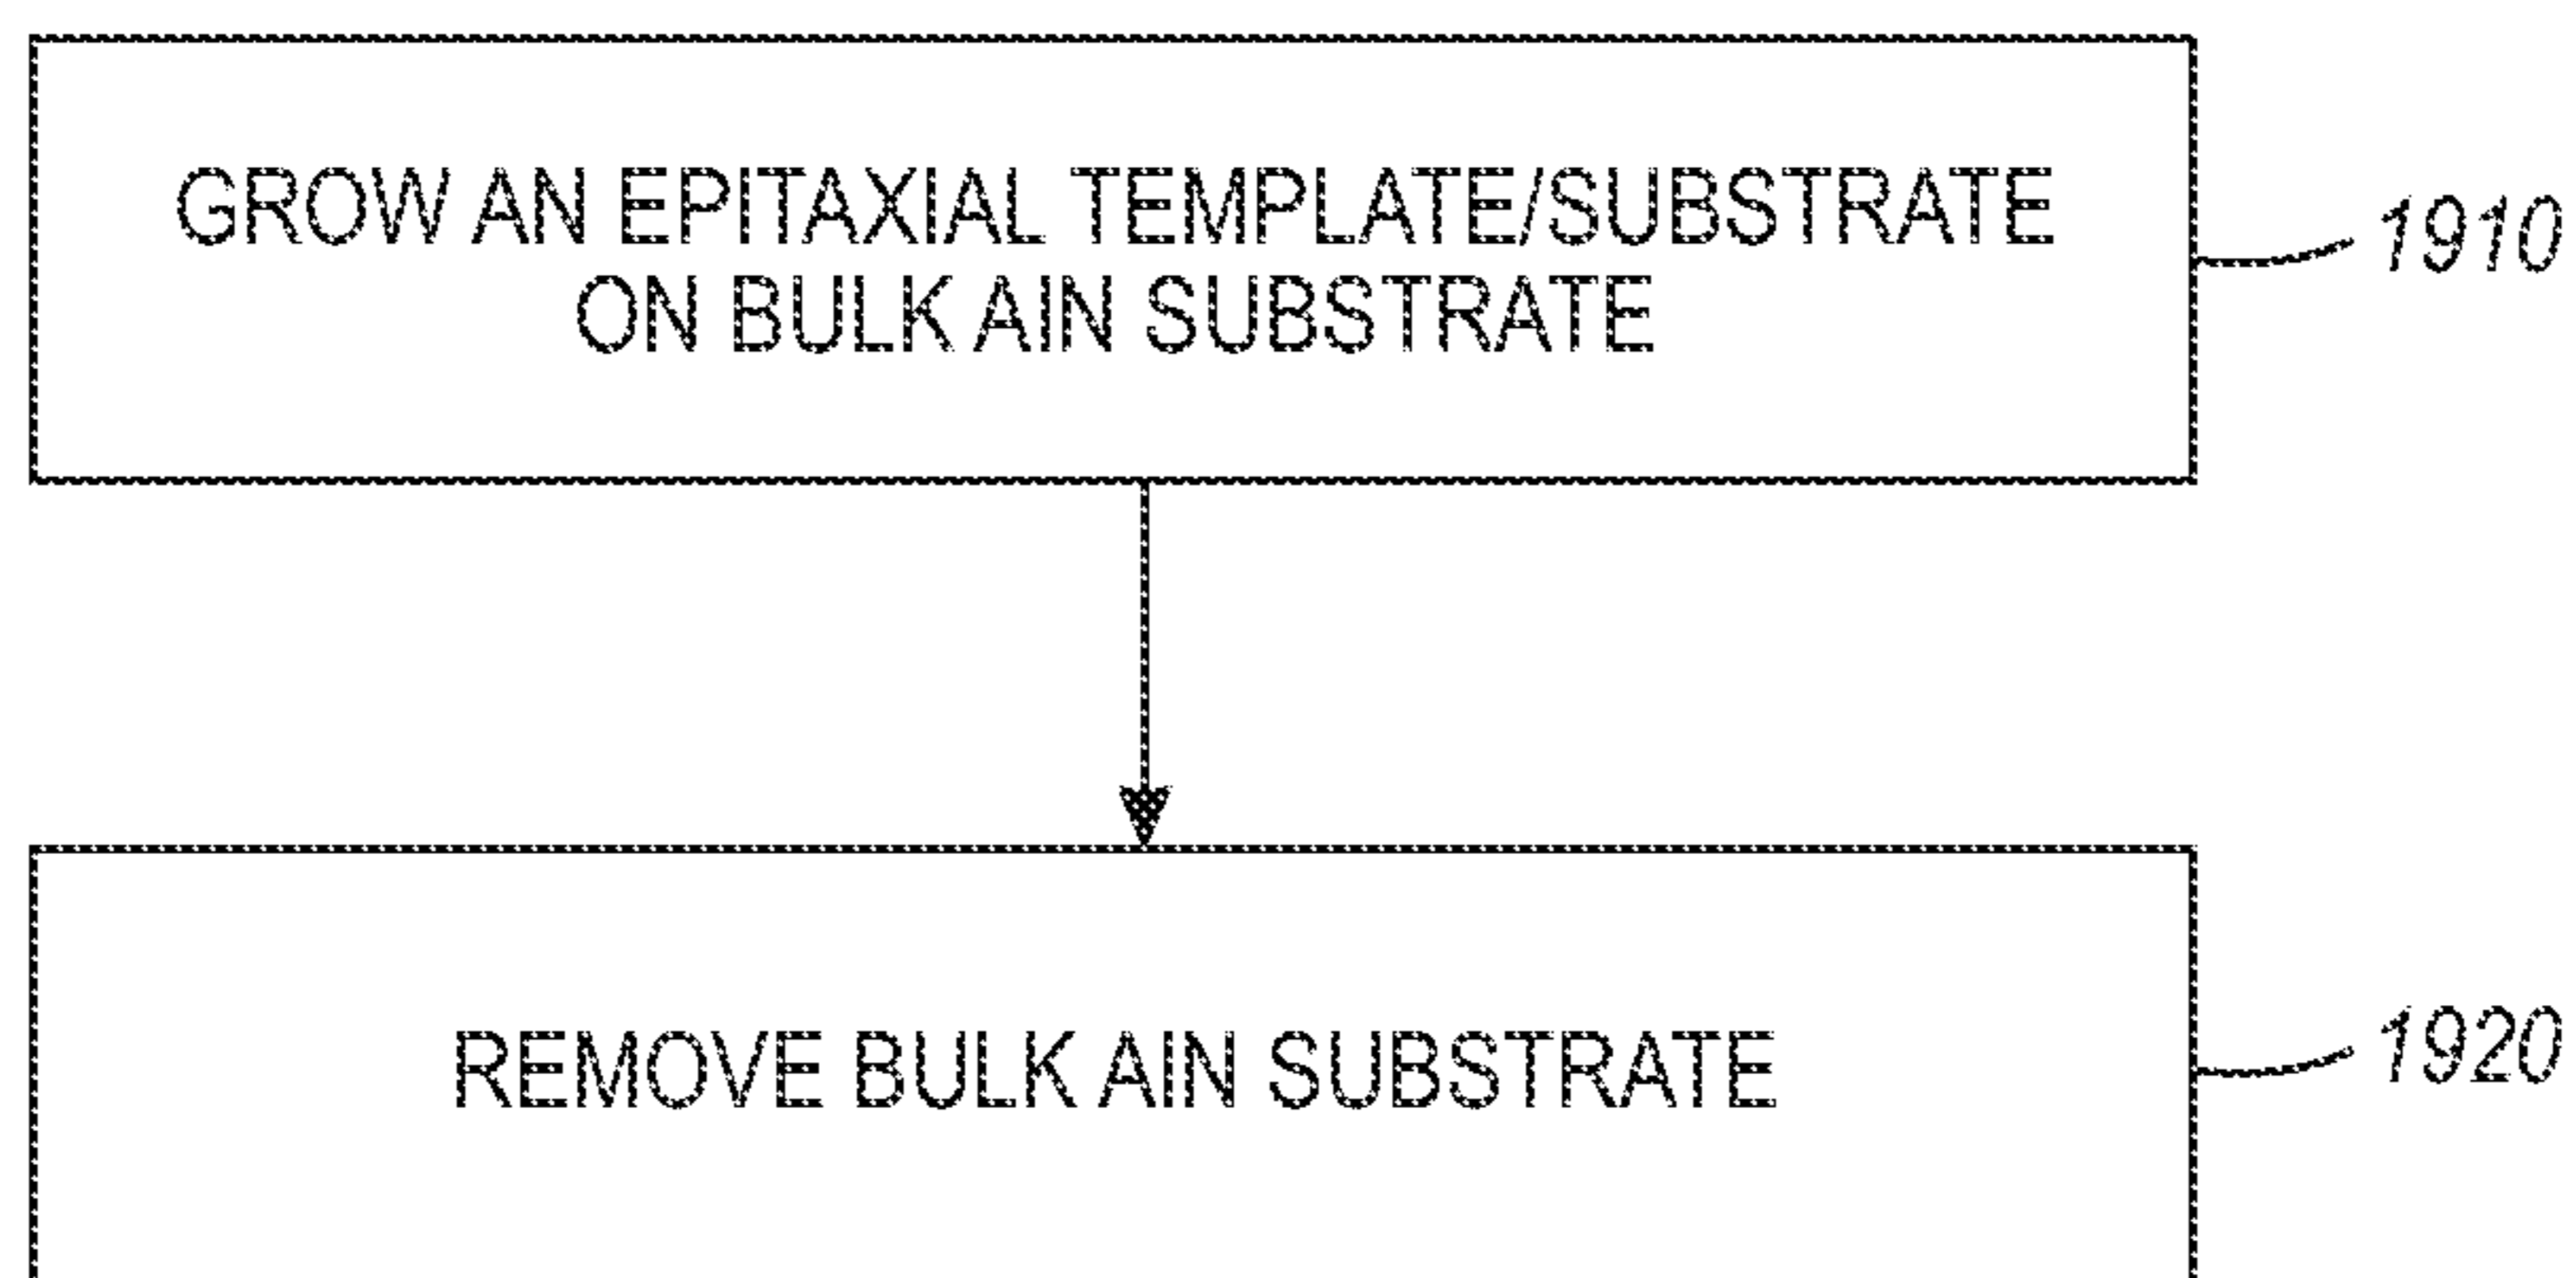 GROW AN EPITAXIAL TEMPLATE/SUBSTRATE
ON BULK AIN SUBSTRATE
1910
REMOVE BULK AIN SUBSTRATE
1920